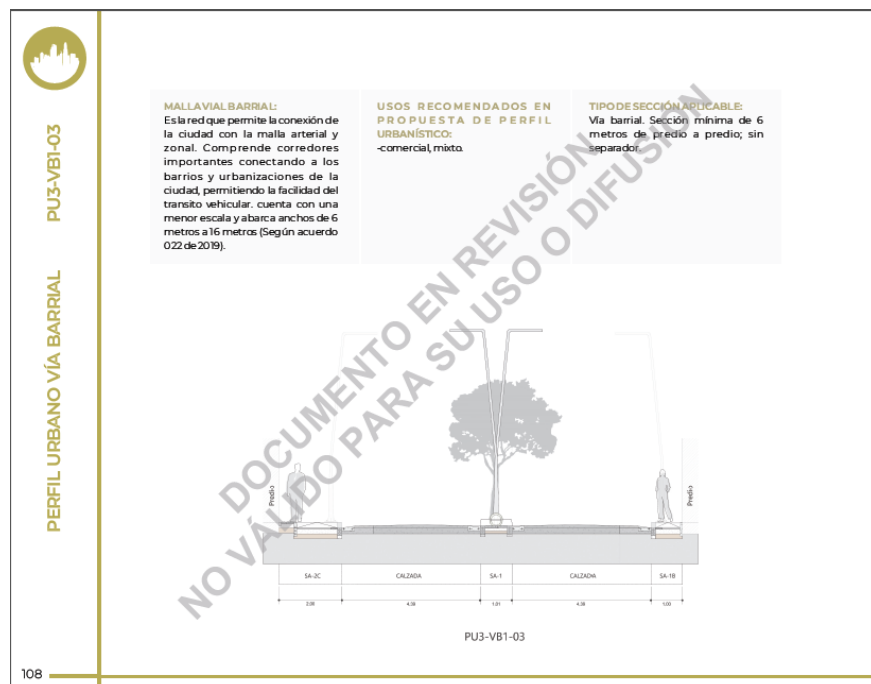 PU3-VB1-03
PERFIL URBANO VÍA BARRIAL
MALLA VIAL BARRIAL:
Es la red que permite la conexión de
la ciudad con la malla arterial y
zonal. Comprende corredores
importantes conectando a los
barrios y urbanizaciones de la
ciudad, permitiendo la facilidad del
transito vehicular. cuenta con una
menor escala y abarca anchos de 6
metros a 16 metros (Según acuerdo
022 de 2019).
USOS RECOMENDADOS EN
PROPUESTA DE PERFIL
URBANÍSTICO:
-comercial, mixto.
TIPO DE SECCIÓN APLICABLE:
Vía barrial. Sección mínima de 6
metros de predio a predio; sin
separador.
DOCUMENTO EN REVISIÓN
NO VÁLIDO PARA SU USO O DIFUSIÓN
Predio
Predio
SA-2C CALZADA SA-1 CALZADA SA-1B
4.38 1.01 4.38 1.00
PU3-VB1-03
108